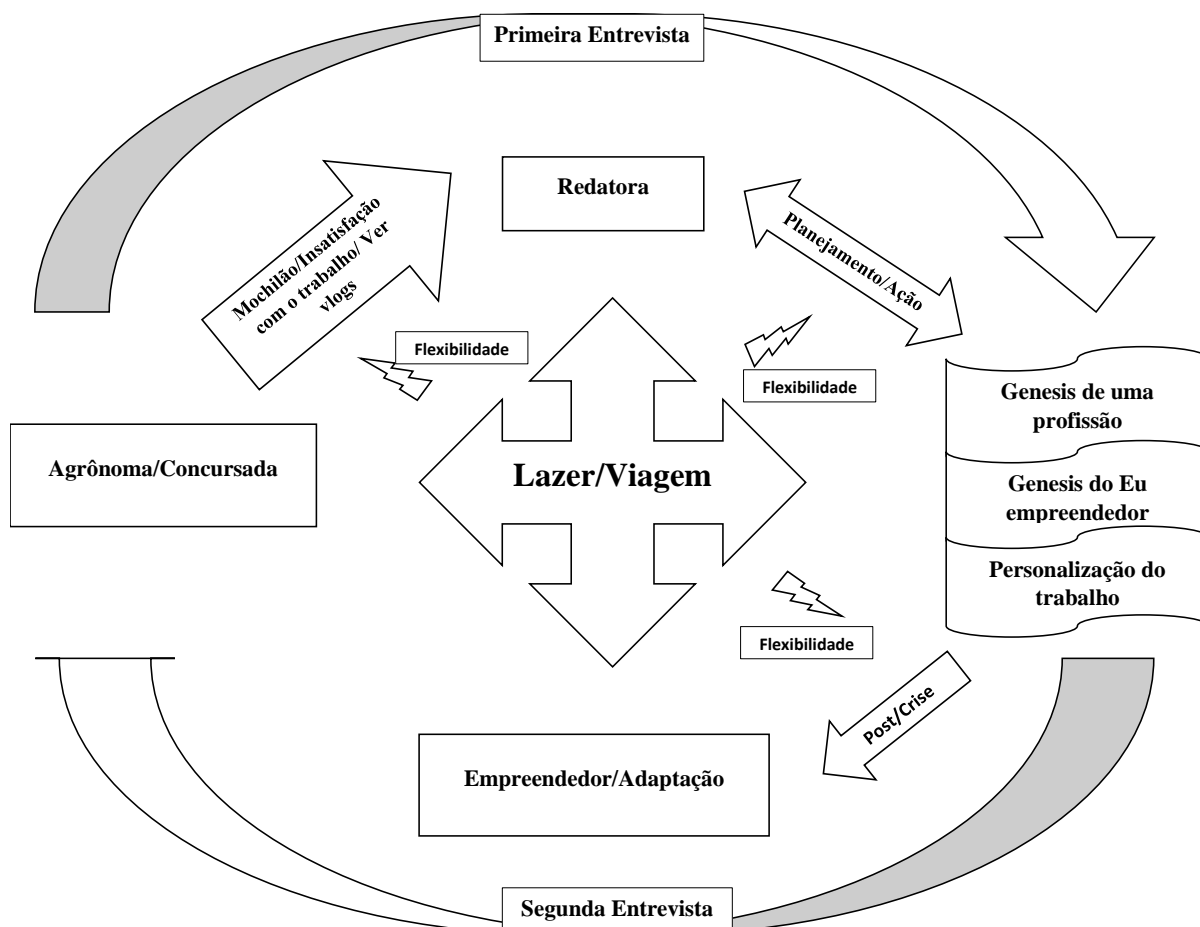 Primeira Entrevista
Redatora
Mochilão/Insatisfação
com o trabalho/ Ver
vlogs
Planejamento/Ação
Flexibilidade
Flexibilidade
Genesis de uma
profissão
Agrônoma/Concursada
Lazer/Viagem
Genesis do Eu
empreendedor
Personalização do
trabalho
Flexibilidade
Post/Crise
Empreendedor/Adaptação
Segunda Entrevista